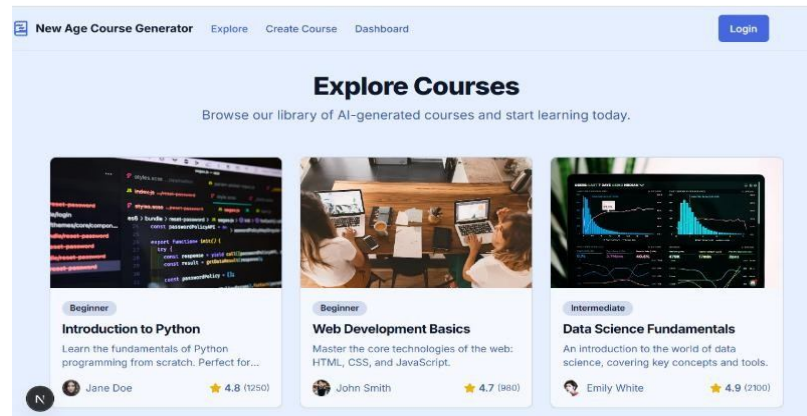 New Age Course Generator Explore Create Course Dashboard Login
Explore Courses
Browse our library of AI-generated courses and start learning today.
Beginner
Introduction to Python
Learn the fundamentals of Python
programming from scratch. Perfect for...
Jane Doe 4.8 (1250)
Beginner
Web Development Basics
Master the core technologies of the web:
HTML, CSS, and JavaScript.
John Smith 4.7 (980)
Intermediate
Data Science Fundamentals
An introduction to the world of data
science, covering key concepts and tools.
Emily White 4.9 (2100)
N